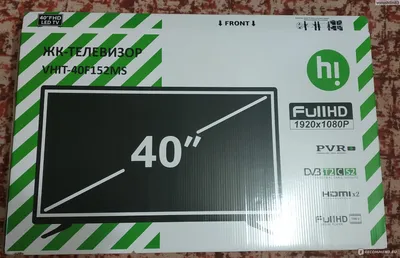 40" FHD
LED TV
↓ FRONT ↓
ЖК-ТЕЛЕВИЗОР
VHIT-40F152MS
hi
40"
FullHD
1920x1080P
PVR
DVB T2 C S2
HDMI x2
FullHD